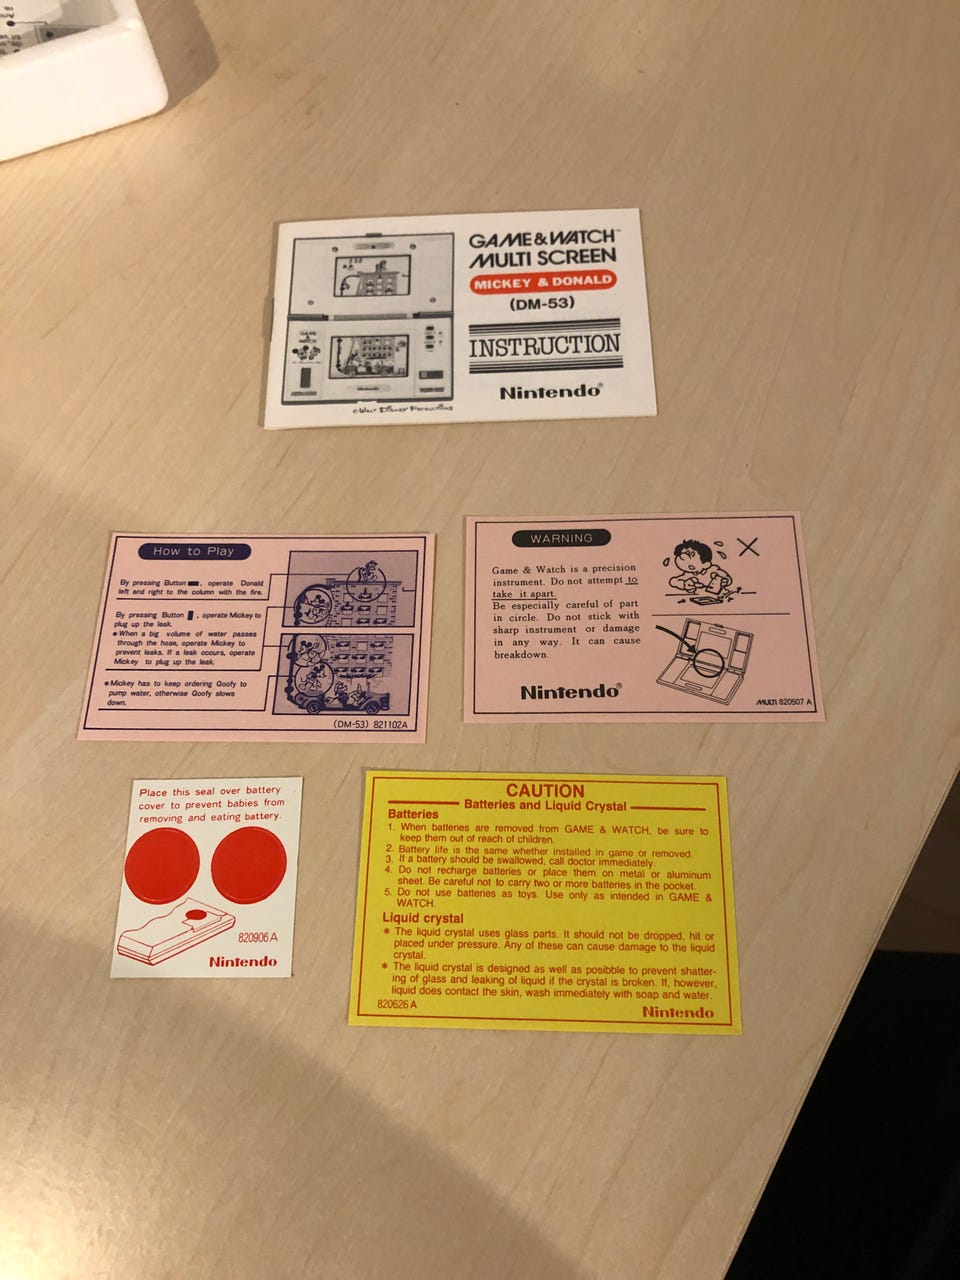 GAME & WATCH™
MULTI SCREEN
MICKEY & DONALD
(DM-53)
INSTRUCTION
Nintendo®
GAME
&
WATCH
Nintendo
© WALT DISNEY PRODUCTIONS
How to Play
By pressing Button , operate Donald
left and right to the column with the fire.
By pressing Button , operate Mickey to
plug up the leak.
● When a big volume of water passes
through the hose, operate Mickey to
prevent leaks. If a leak occurs, operate
Mickey to plug up the leak.
● Mickey has to keep ordering Goofy to
pump water, otherwise Goofy slows
down.
(DM-53) 821102A
WARNING
Game & Watch is a precision
instrument. Do not attempt to
take it apart.
Be especially careful of part
in circle. Do not stick with
sharp instrument or damage
in any way. It can cause
breakdown.
Nintendo®
MULTI 820507 A
Place this seal over battery
cover to prevent babies from
removing and eating battery.
820906 A
Nintendo
CAUTION
Batteries and Liquid Crystal
Batteries
1. When batteries are removed from GAME & WATCH, be sure to
keep them out of reach of children.
2. Battery life is the same whether installed in game or removed.
3. If a battery should be swallowed, call doctor immediately.
4. Do not recharge batteries or place them on metal or aluminum
sheet. Be careful not to carry two or more batteries in the pocket.
5. Do not use batteries as toys. Use only as intended in GAME &
WATCH.
Liquid crystal
* The liquid crystal uses glass parts. It should not be dropped, hit or
placed under pressure. Any of these can cause damage to the liquid
crystal.
* The liquid crystal is designed as well as posibble to prevent shatter-
ing of glass and leaking of liquid if the crystal is broken. If, however,
liquid does contact the skin, wash immediately with soap and water.
820626 A
Nintendo